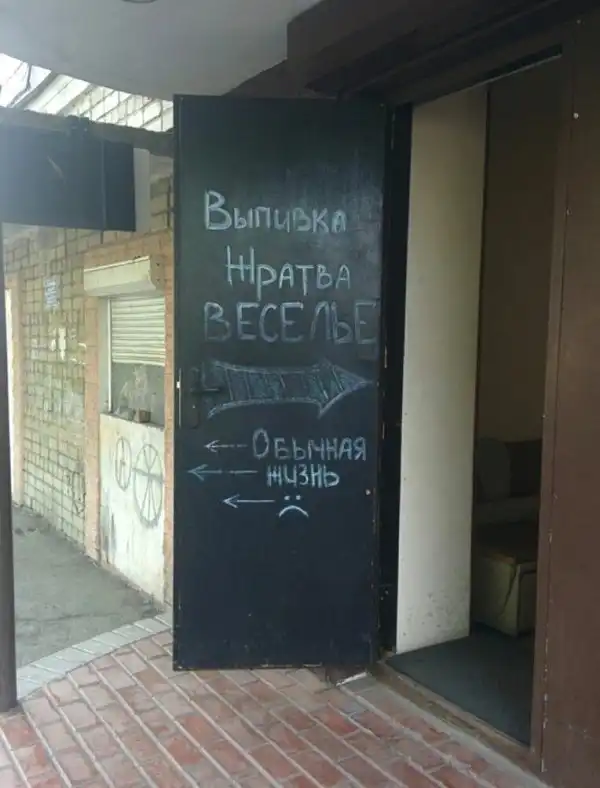 Выпивка
Жратва
ВЕСЕЛЬЕ
Обычная
жизнь